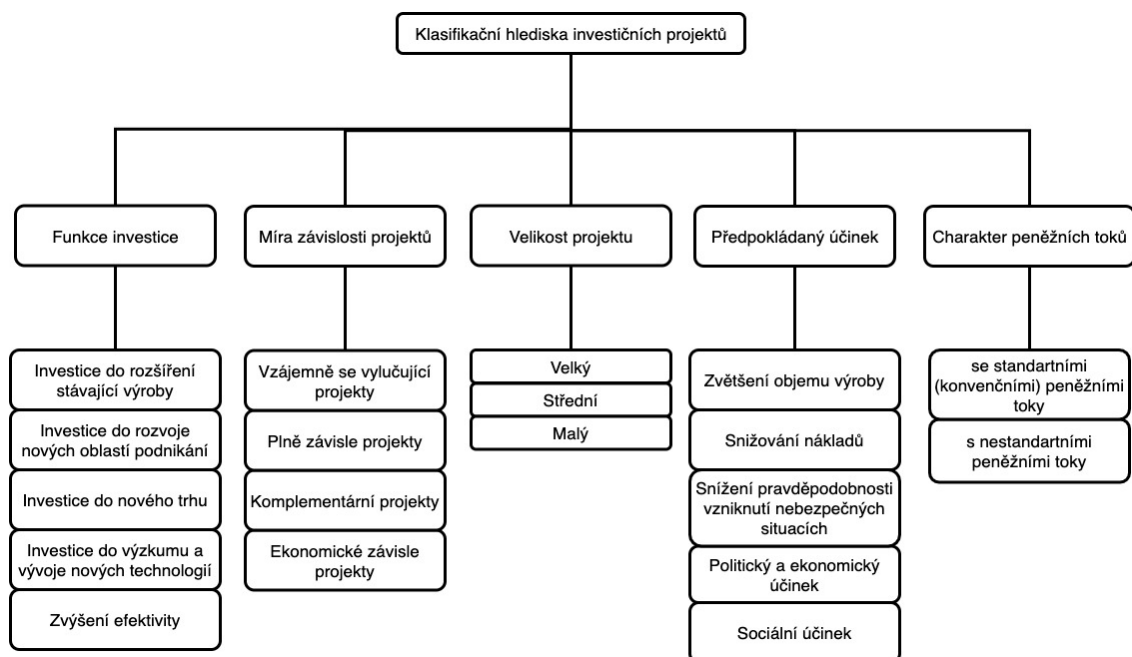 Klasifikační hlediska investičních projektů
Funkce investice
Míra závislosti projektů
Velikost projektu
Předpokládaný účinek
Charakter peněžních toků
Investice do rozšíření
stávající výroby
Investice do rozvoje
nových oblastí podnikání
Investice do nového trhu
Investice do výzkumu a
vývoje nových technologií
Zvýšení efektivity
Vzájemně se vylučující
projekty
Plně závisle projekty
Komplementární projekty
Ekonomické závisle
projekty
Velký
Střední
Malý
Zvětšení objemu výroby
Snižování nákladů
Snížení pravděpodobnosti
vzniknutí nebezpečných
situacích
Politický a ekonomický
účinek
Sociální účinek
se standartními
(konvenčními) peněžními
toky
s nestandartními
peněžními toky